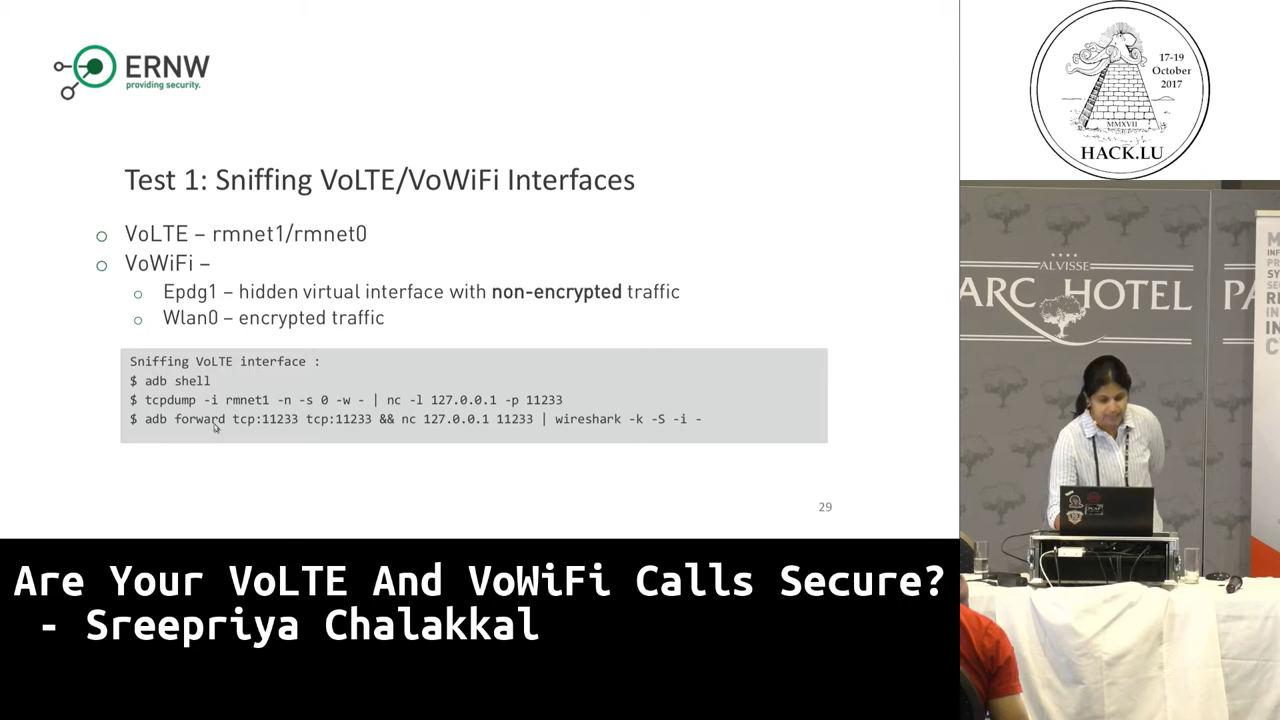 ERNW
providing security.
Test 1: Sniffing VoLTE/VoWiFi Interfaces
VoLTE – rmnet1/rmnet0
VoWiFi –
Epdg1 – hidden virtual interface with non-encrypted traffic
Wlan0 – encrypted traffic
Sniffing VoLTE interface :
$ adb shell
$ tcpdump -i rmnet1 -n -s 0 -w - | nc -l 127.0.0.1 -p 11233
$ adb forward tcp:11233 tcp:11233 && nc 127.0.0.1 11233 | wireshark -k -S -i -
29
17-19
October
2017
MMXVII
HACK.LU
ALVISSE
ARC HOTEL
PA
Are Your VoLTE And VoWiFi Calls Secure?
- Sreepriya Chalakkal